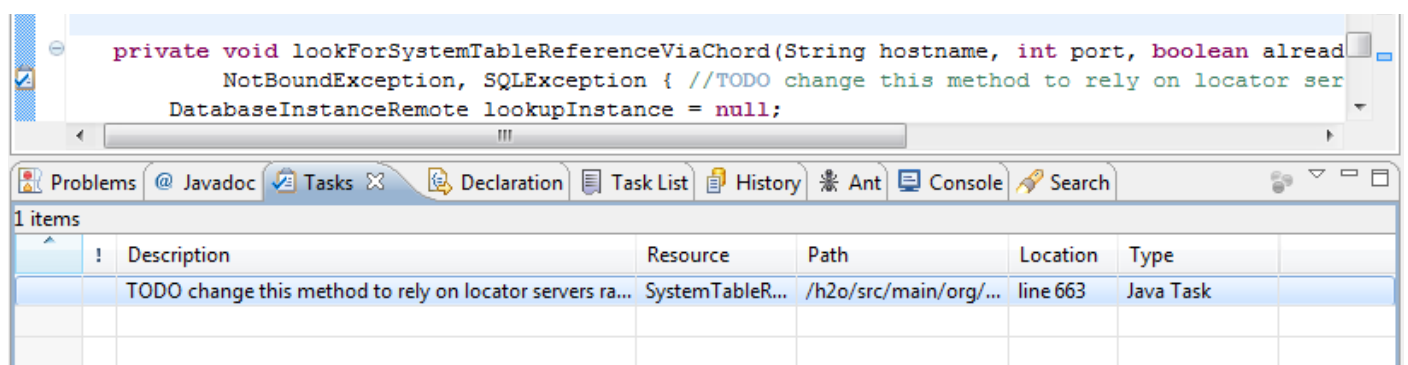 private void lookForSystemTableReferenceViaChord(String hostname, int port, boolean alread
NotBoundException, SQLException { //TODO change this method to rely on locator ser
DatabaseInstanceRemote lookupInstance = null;
Problems @ Javadoc Tasks Declaration Task List History Ant Console Search
1 items
! Description Resource Path Location Type
TODO change this method to rely on locator servers ra... SystemTableR... /h2o/src/main/org/... line 663 Java Task